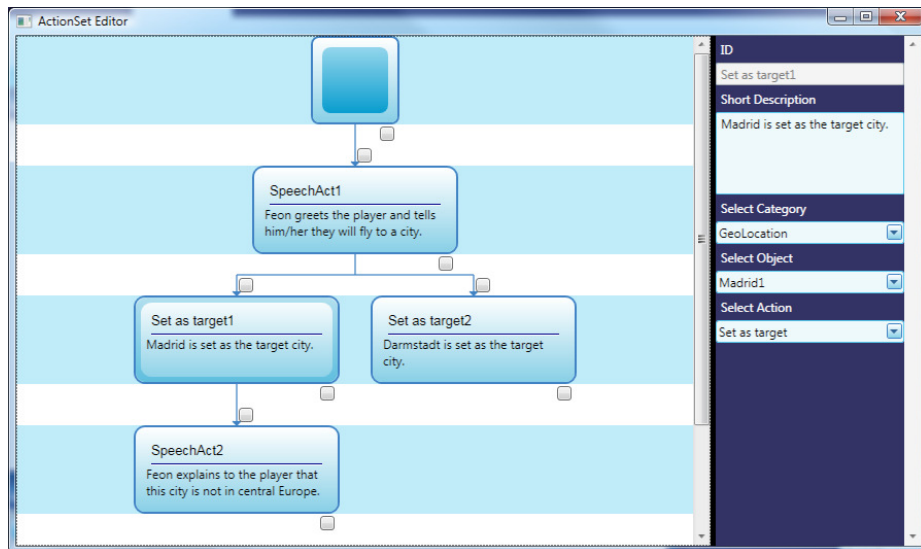 ActionSet Editor
SpeechAct1
Feon greets the player and tells
him/her they will fly to a city.
Set as target1
Madrid is set as the target city.
Set as target2
Darmstadt is set as the target
city.
SpeechAct2
Feon explains to the player that
this city is not in central Europe.
ID
Set as target1
Short Description
Madrid is set as the target city.
Select Category
GeoLocation
Select Object
Madrid1
Select Action
Set as target